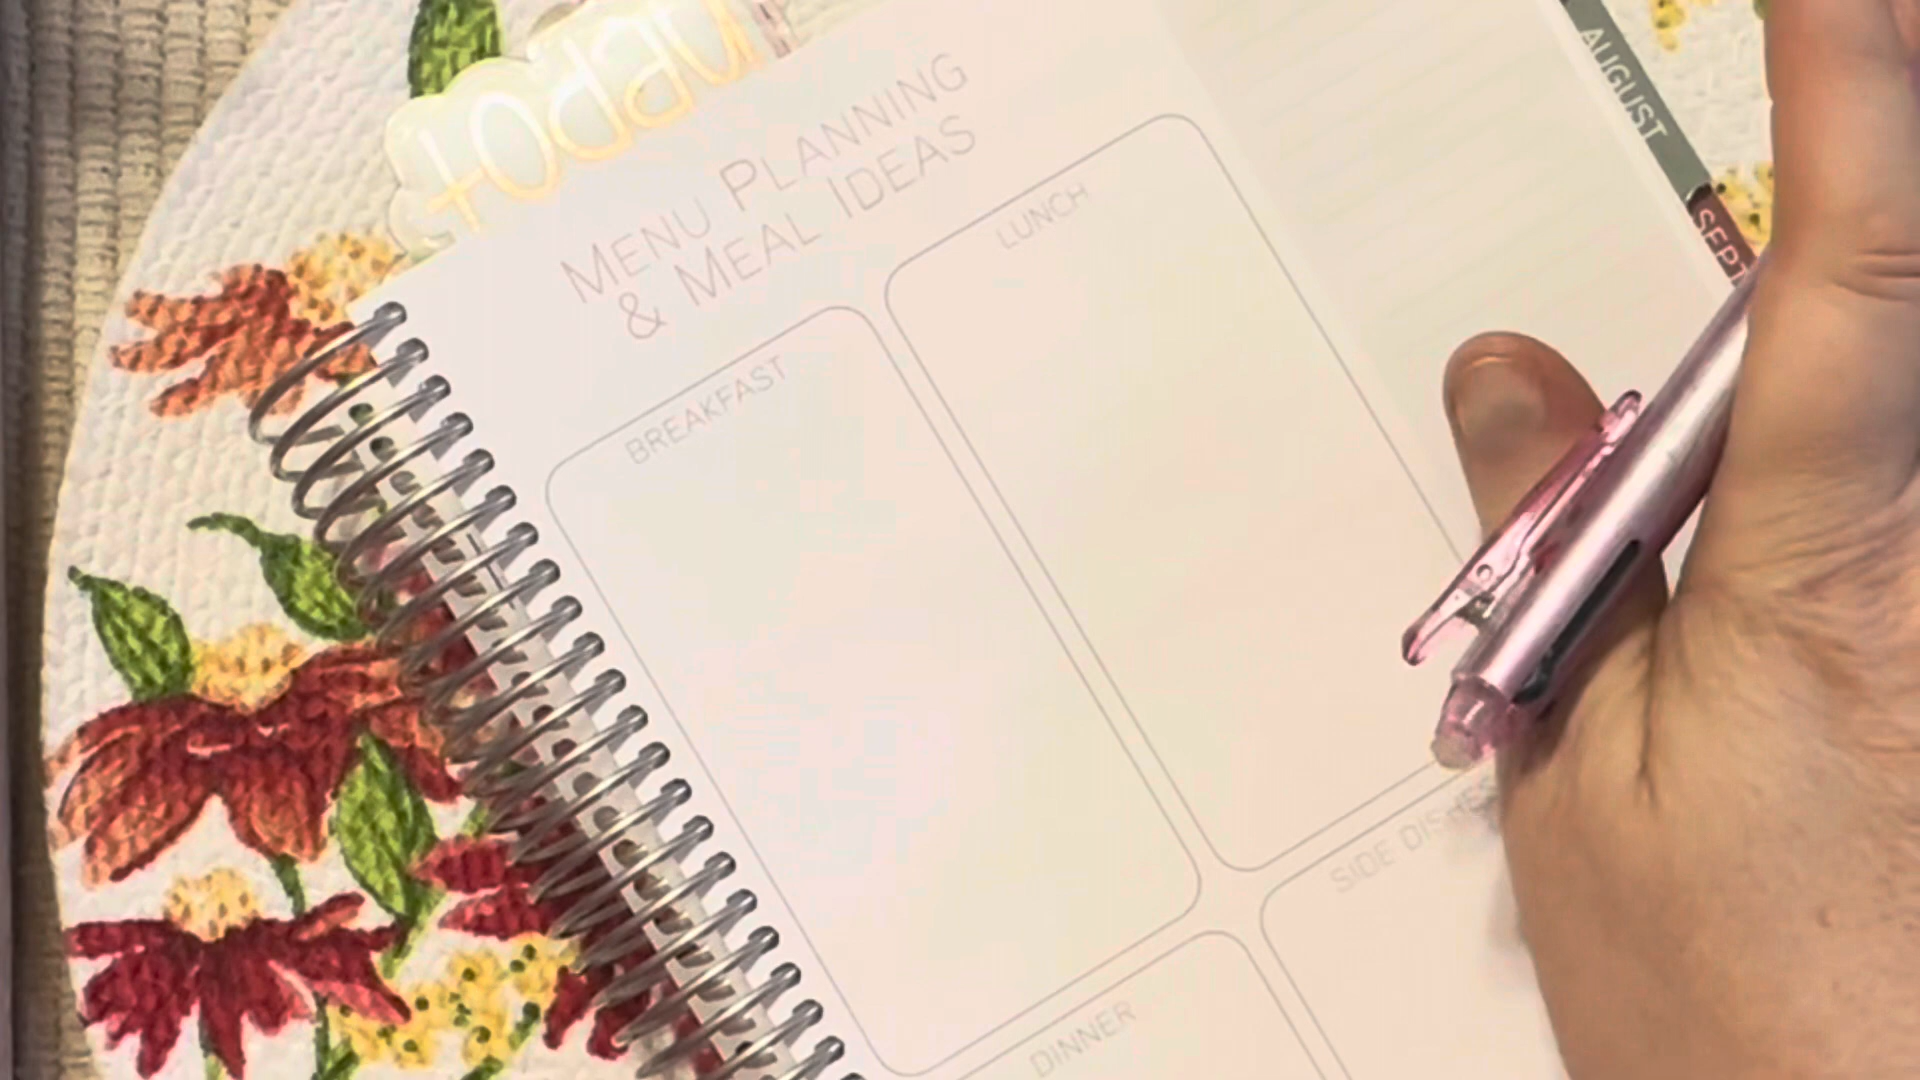 today
MENU PLANNING
& MEAL IDEAS
BREAKFAST
LUNCH
DINNER
SIDE DISHES
AUGUST
SEPT